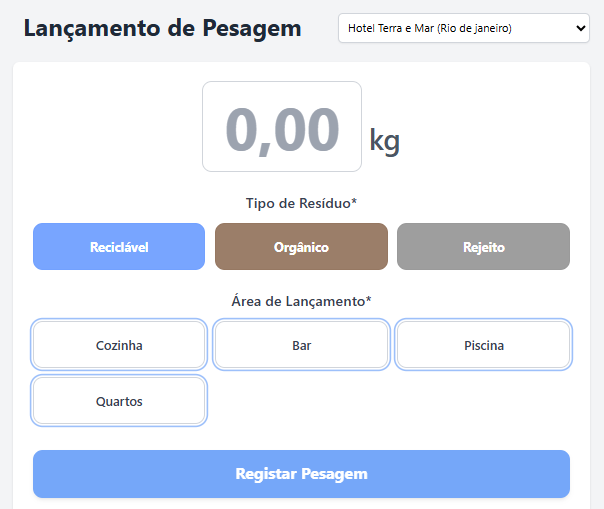 Lançamento de Pesagem
Hotel Terra e Mar (Rio de janeiro)
0,00 kg
Tipo de Resíduo*
Reciclável Orgânico Rejeito
Área de Lançamento*
Cozinha Bar Piscina
Quartos
Registar Pesagem